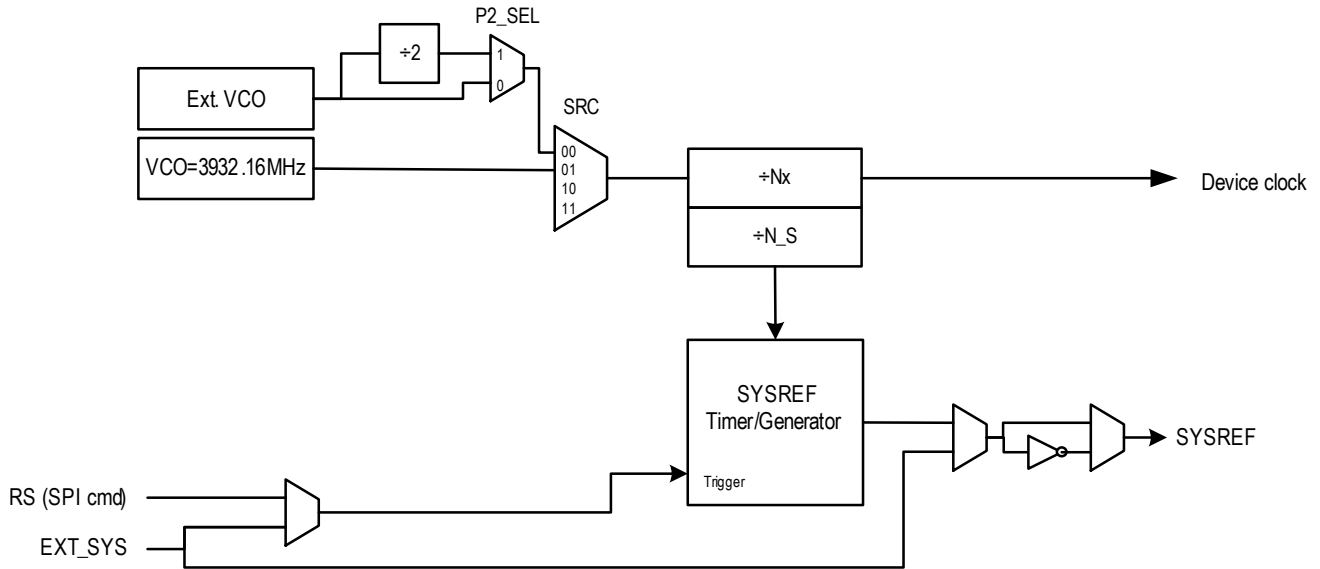 P2_SEL
÷2
1
0
Ext. VCO
SRC
VCO=3932.16MHz
00
01
10
11
÷Nx
Device clock
÷N_S
SYSREF
Timer/Generator
SYSREF
Trigger
RS (SPI cmd)
EXT_SYS